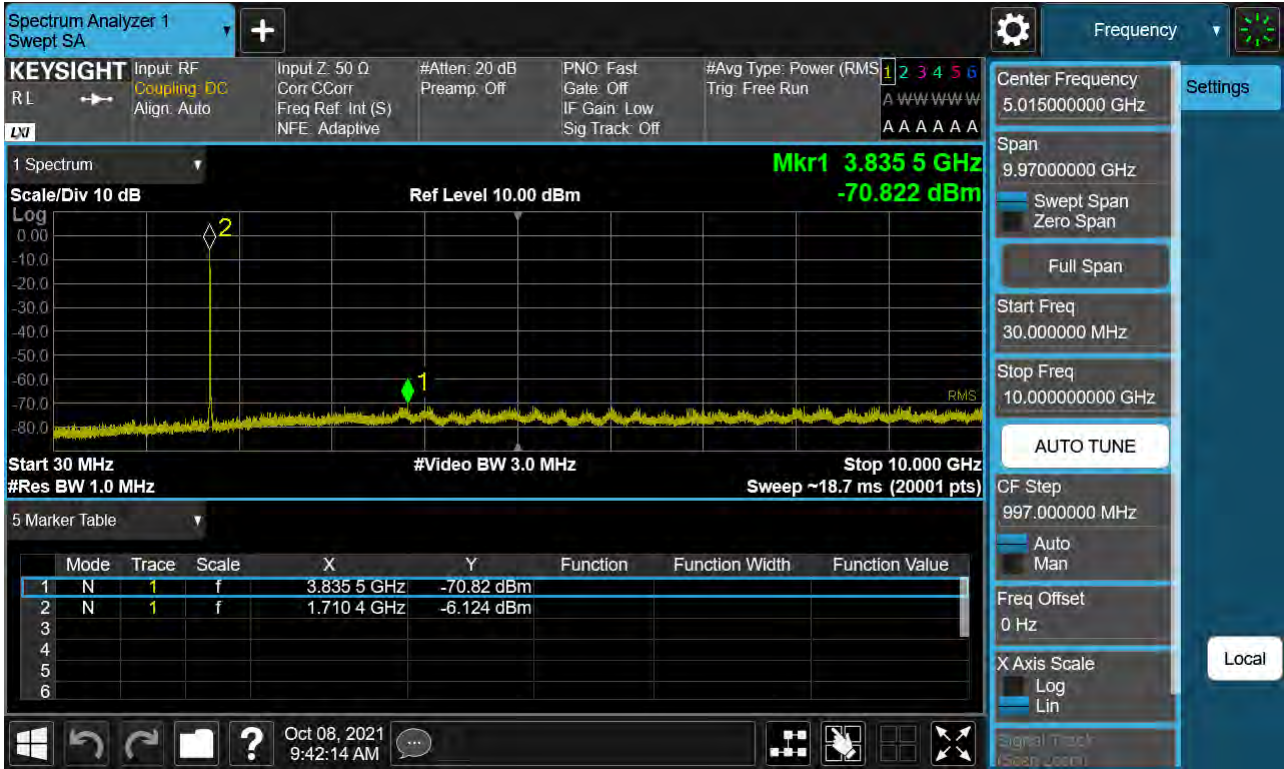 Spectrum Analyzer 1
Swept SA
+
Frequency
KEYSIGHT
RL
LXI
Input: RF
Coupling: DC
Align: Auto
Input Z: 50 Ω
Corr CCorr
Freq Ref: Int (S)
NFE: Adaptive
#Atten: 20 dB
Preamp: Off
PNO: Fast
Gate: Off
IF Gain: Low
Sig Track: Off
#Avg Type: Power (RMS
Trig: Free Run
1 2 3 4 5 6
A W W W W W
A A A A A A
1 Spectrum
Scale/Div 10 dB
Ref Level 10.00 dBm
Mkr1 3.835 5 GHz
-70.822 dBm
Log
0.00
-10.0
-20.0
-30.0
-40.0
-50.0
-60.0
-70.0
-80.0
2
1
RMS
Start 30 MHz
#Video BW 3.0 MHz
Stop 10.000 GHz
#Res BW 1.0 MHz
Sweep ~18.7 ms (20001 pts)
5 Marker Table
Mode Trace Scale X Y Function Function Width Function Value
1 N 1 f 3.835 5 GHz -70.82 dBm
2 N 1 f 1.710 4 GHz -6.124 dBm
3
4
5
6
Oct 08, 2021
9:42:14 AM
Center Frequency
5.015000000 GHz
Span
9.97000000 GHz
Swept Span
Zero Span
Full Span
Start Freq
30.000000 MHz
Stop Freq
10.000000000 GHz
AUTO TUNE
CF Step
997.000000 MHz
Auto
Man
Freq Offset
0 Hz
X Axis Scale
Log
Lin
Signal Track
(Span Zoom)
Settings
Local